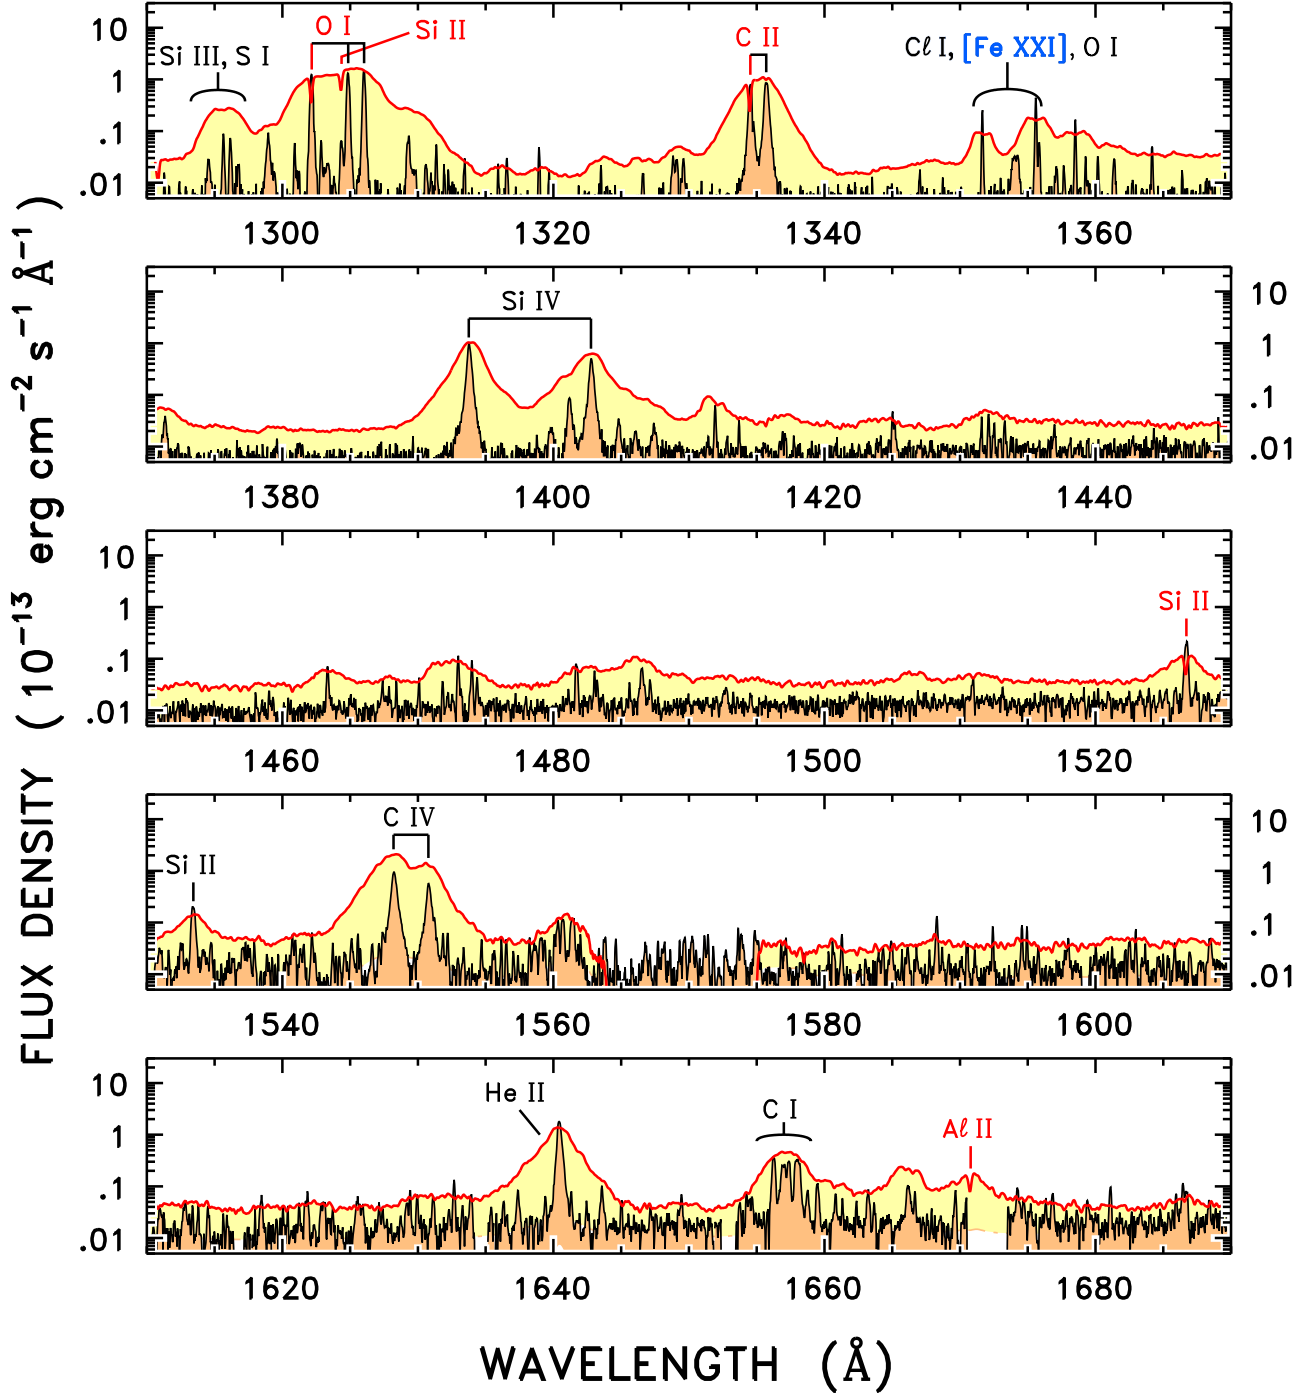 FLUX DENSITY (10−13 erg cm−2 s−1 Å−1)
O I
Si II
Si III, S I
C II
Cℓ I, [Fe XXI], O I
10
1
.1
.01
1300 1320 1340 1360
Si IV
10
1
.1
.01
1380 1400 1420 1440
10
1
.1
.01
Si II
1460 1480 1500 1520
C IV
Si II
10
1
.1
.01
1540 1560 1580 1600
He II
C I
Aℓ II
10
1
.1
.01
1620 1640 1660 1680
WAVELENGTH (Å)